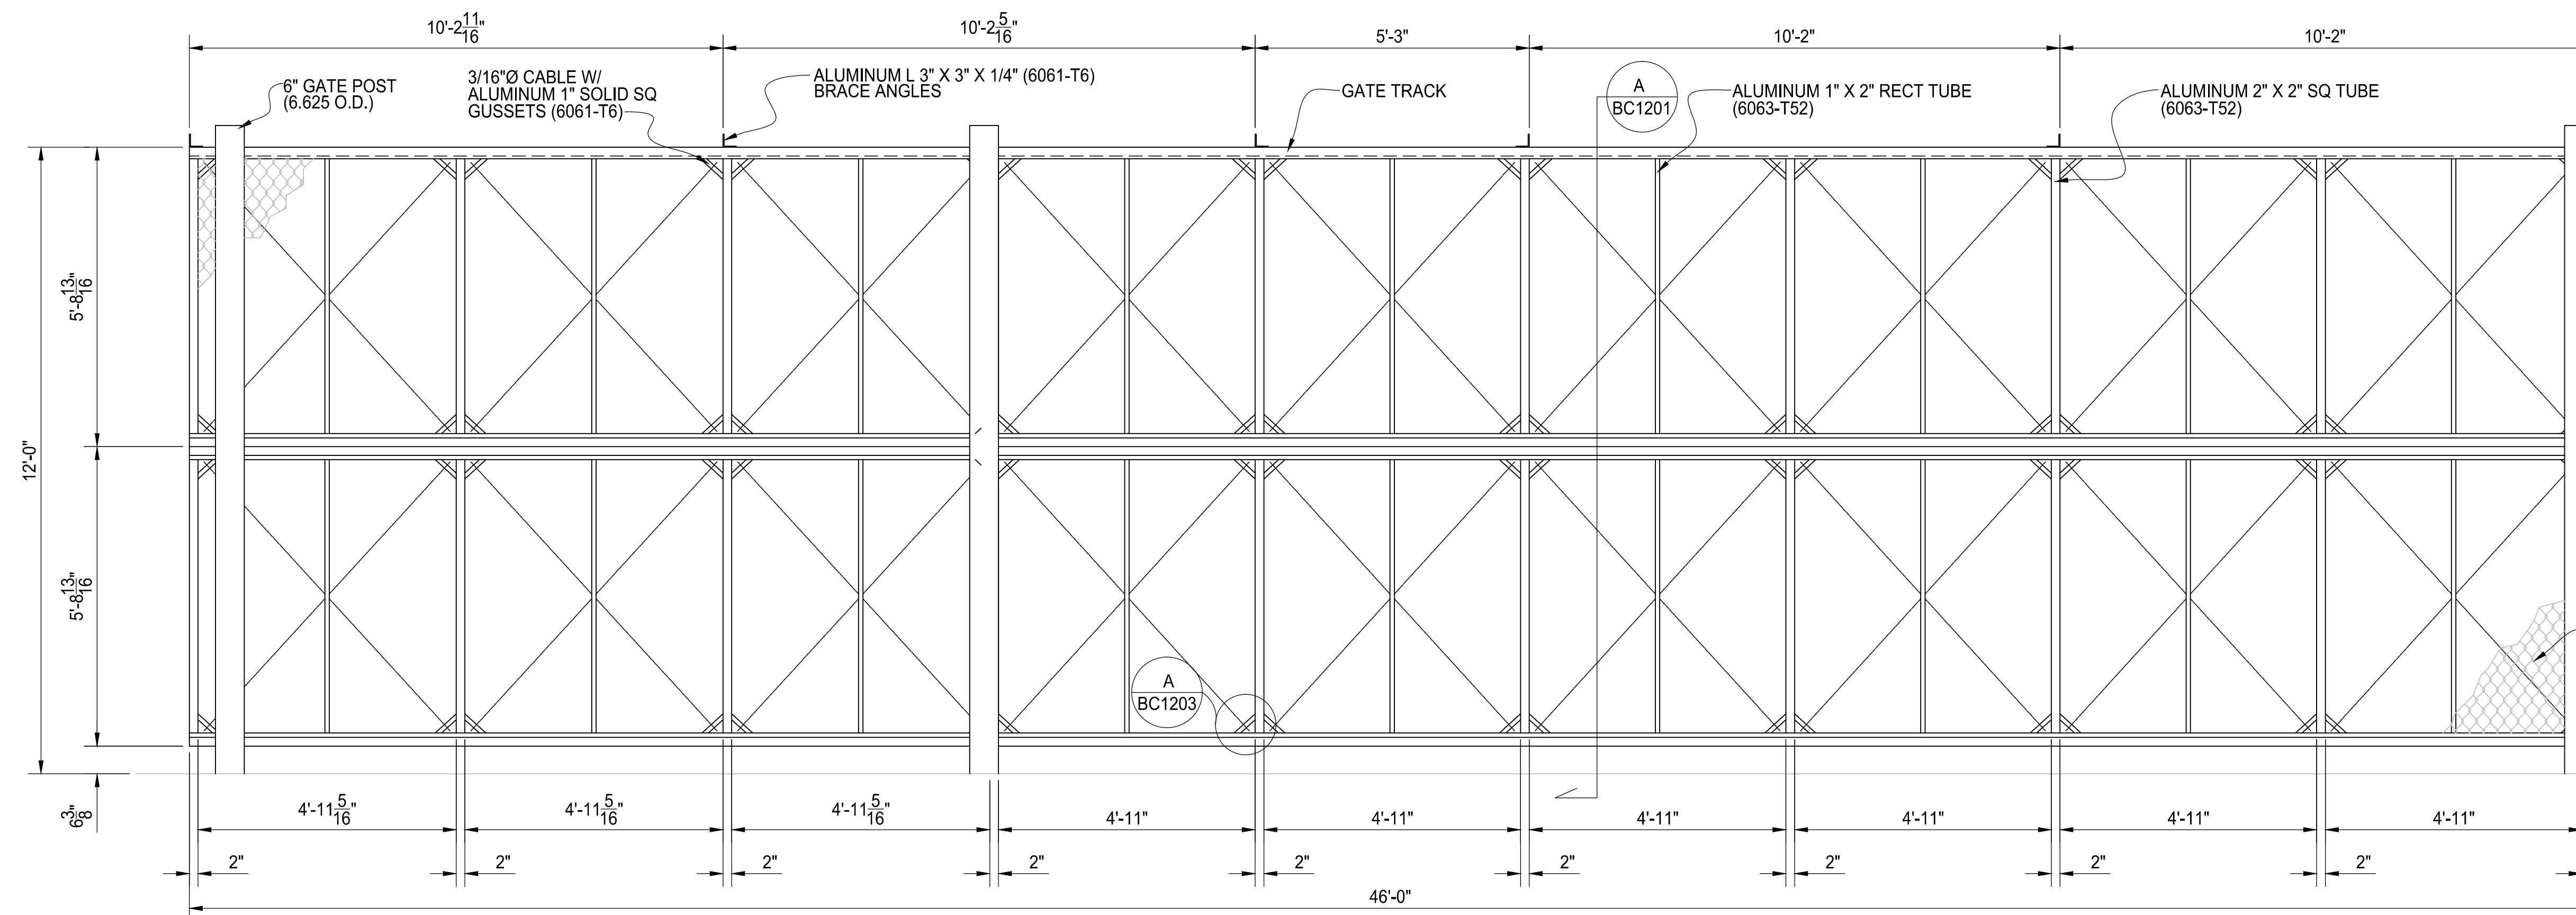 10'-2 11/16"
10'-2 5/16"
5'-3"
10'-2"
10'-2"
6" GATE POST
(6.625 O.D.)
3/16"Ø CABLE W/
ALUMINUM 1" SOLID SQ
GUSSETS (6061-T6)
ALUMINUM L 3" X 3" X 1/4" (6061-T6)
BRACE ANGLES
GATE TRACK
A
BC1201
ALUMINUM 1" X 2" RECT TUBE
(6063-T52)
ALUMINUM 2" X 2" SQ TUBE
(6063-T52)
5'-8 13/16"
12'-0"
5'-8 13/16"
A
BC1203
6 3/8"
4'-11 5/16"
4'-11 5/16"
4'-11 5/16"
4'-11"
4'-11"
4'-11"
4'-11"
4'-11"
4'-11"
2"
2"
2"
2"
2"
2"
2"
2"
2"
46'-0"